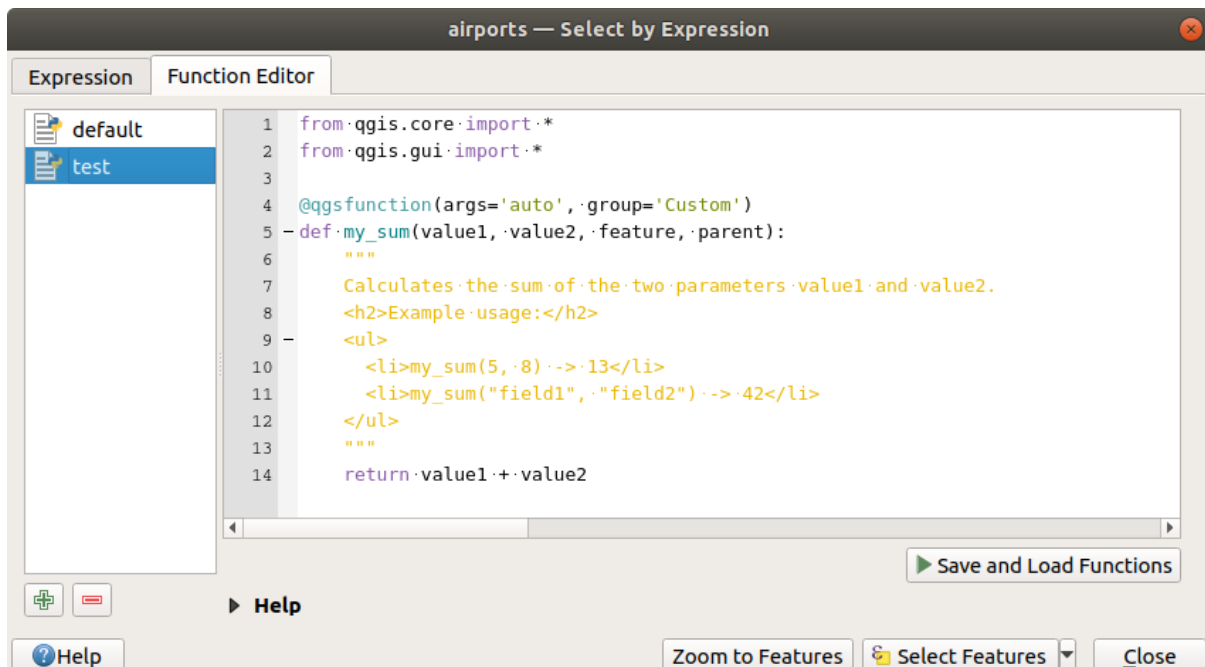 airports — Select by Expression
Expression
Function Editor
default
test
1 from qgis.core import *
2 from qgis.gui import *
3
4 @qgsfunction(args='auto', group='Custom')
5 def my_sum(value1, value2, feature, parent):
6 """
7 Calculates the sum of the two parameters value1 and value2.
8 <h2>Example usage:</h2>
9 <ul>
10 <li>my_sum(5, 8) -> 13</li>
11 <li>my_sum("field1", "field2") -> 42</li>
12 </ul>
13 """
14 return value1 + value2
Save and Load Functions
Help
Help
Zoom to Features
Select Features
Close